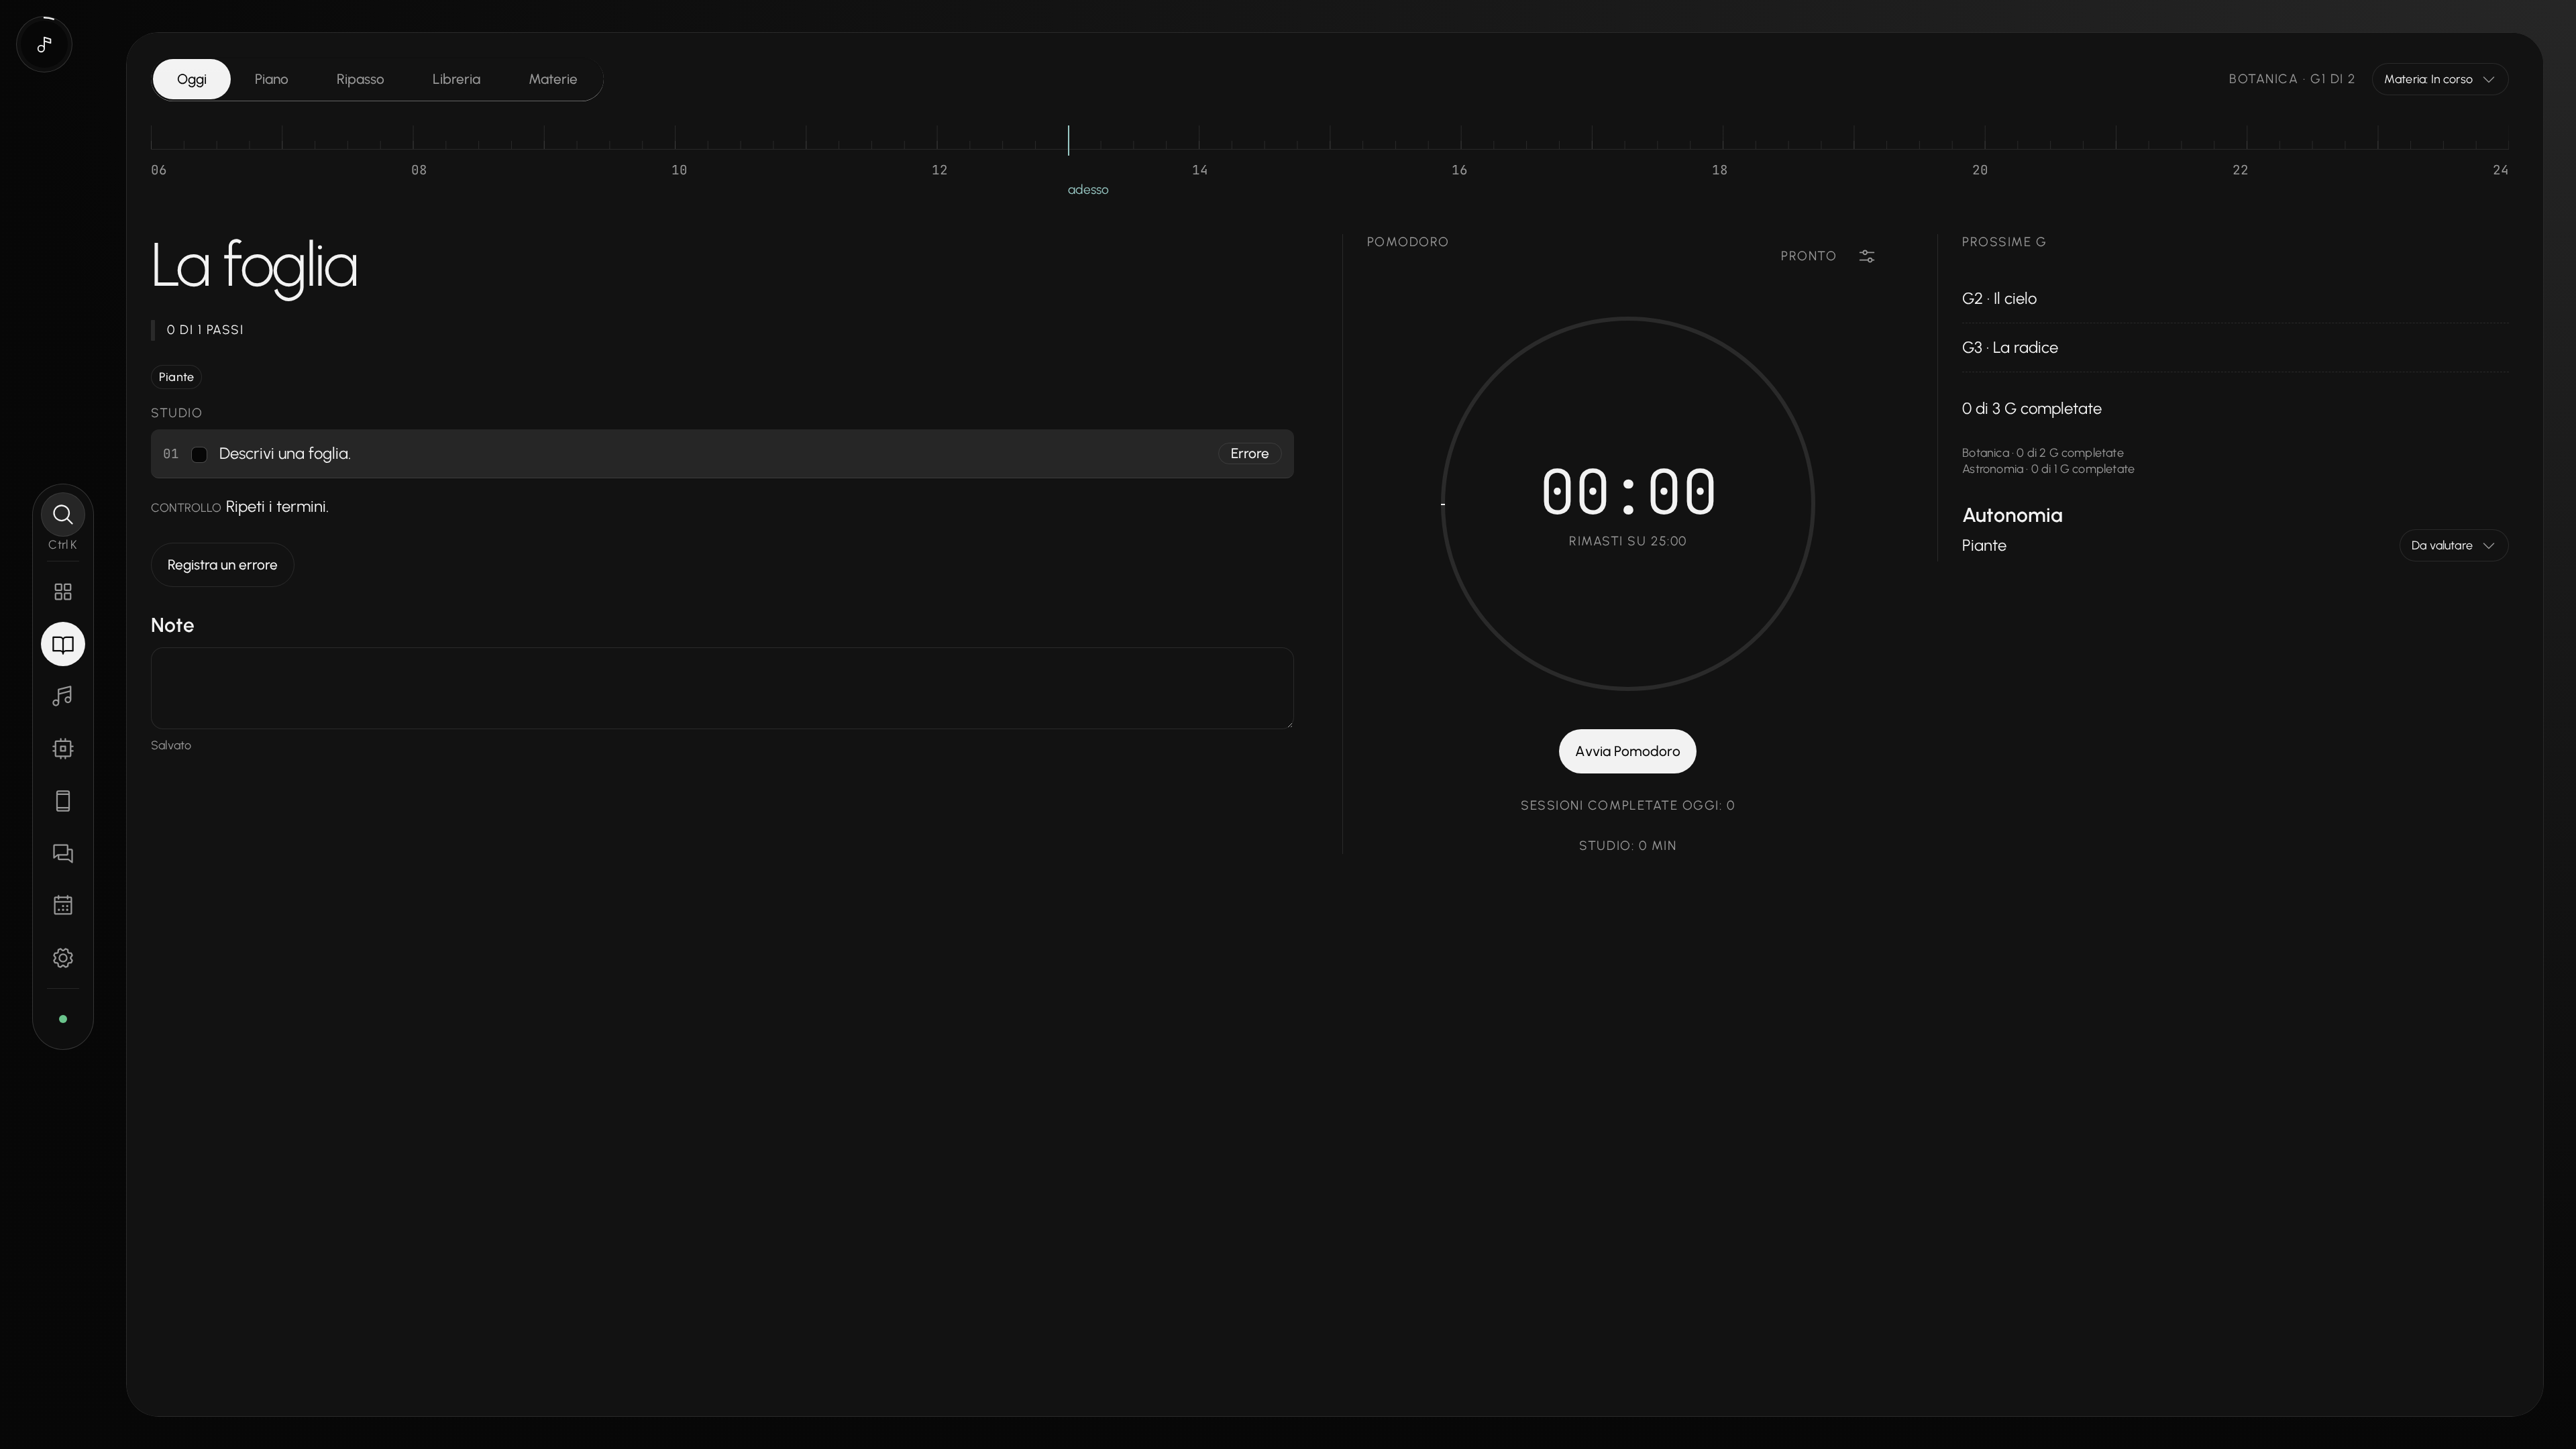 Oggi
Piano
Ripasso
Libreria
Materie
BOTANICA · G1 DI 2
Materia: In corso
06
08
10
12
14
16
18
20
22
24
adesso
La foglia
0 DI 1 PASSI
Piante
STUDIO
01 Descrivi una foglia.
Errore
CONTROLLO Ripeti i termini.
Registra un errore
Note
Salvato
POMODORO
PRONTO
00:00
RIMASTI SU 25:00
Avvia Pomodoro
SESSIONI COMPLETATE OGGI: 0
STUDIO: 0 MIN
PROSSIME G
G2 · Il cielo
G3 · La radice
0 di 3 G completate
Botanica · 0 di 2 G completate
Astronomia · 0 di 1 G completate
Autonomia
Piante
Da valutare
Ctrl K